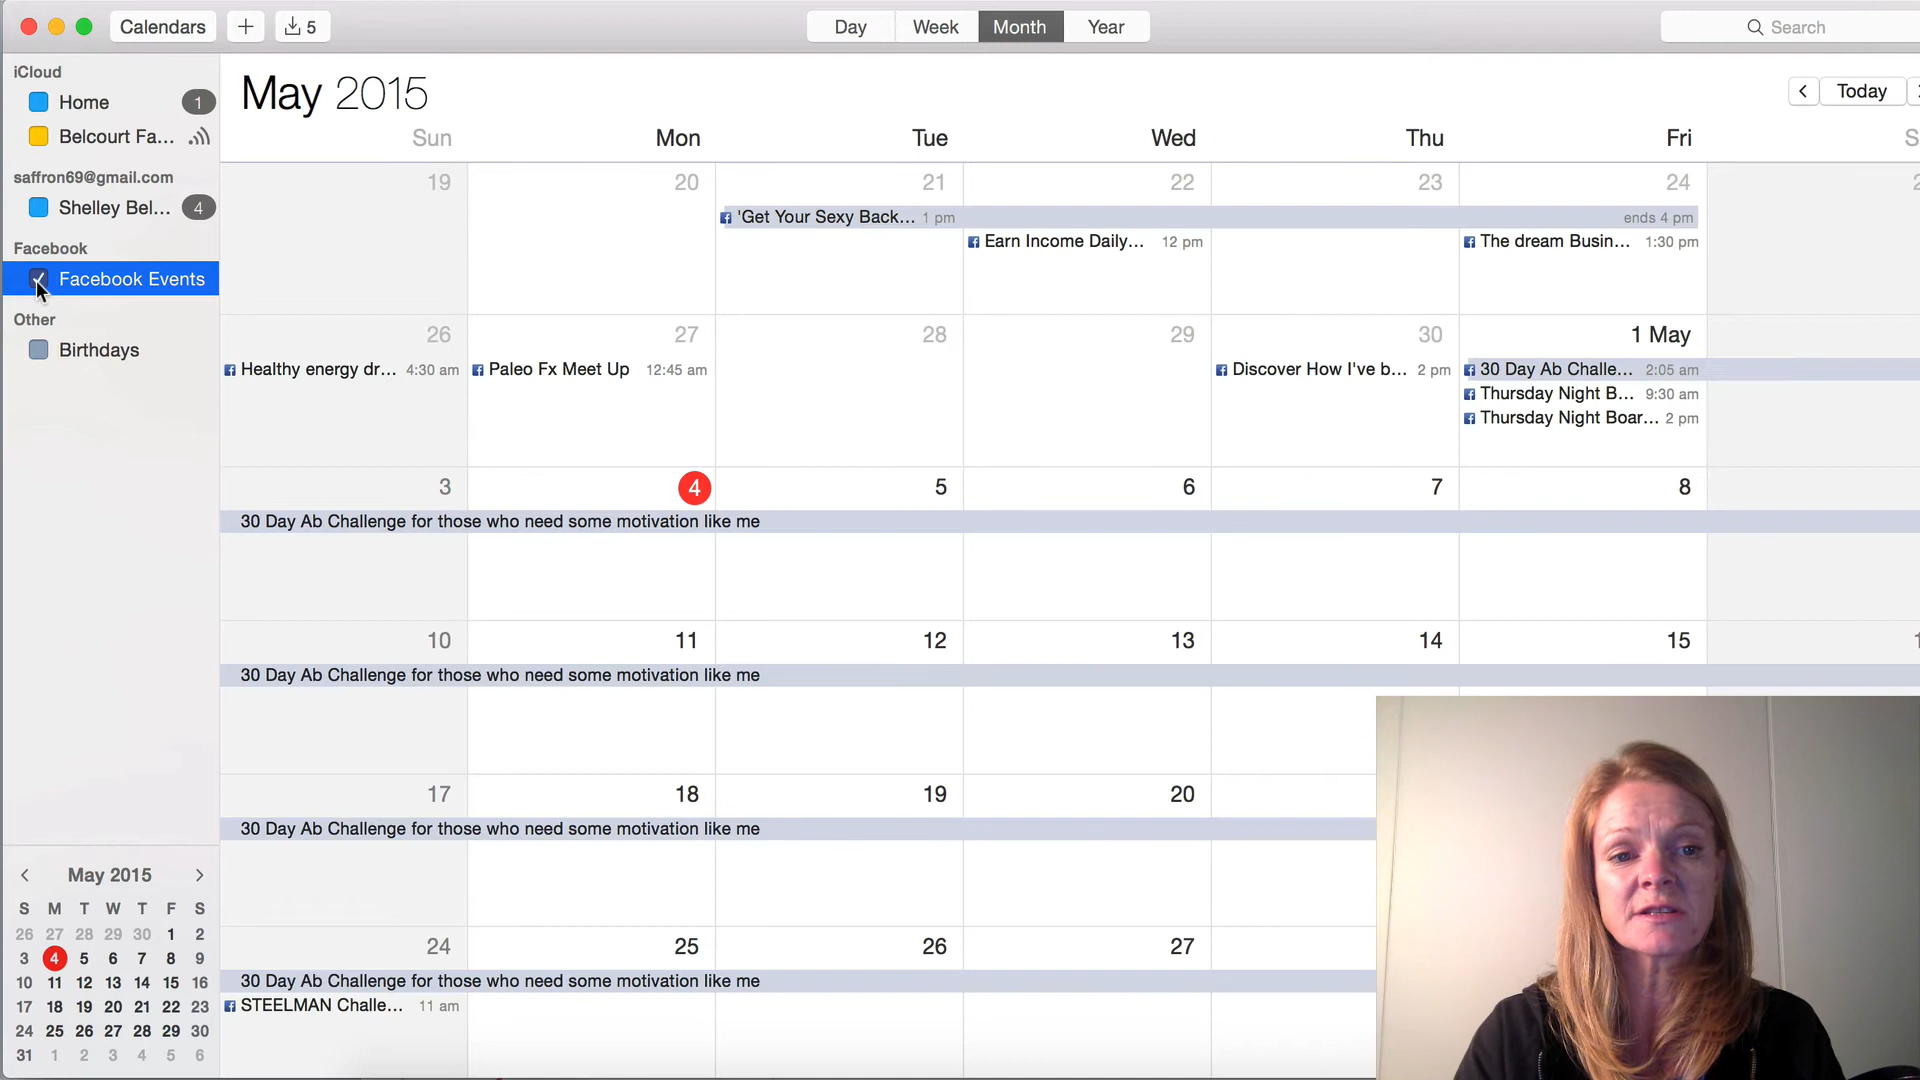 Calendars
+
5
Day
Week
Month
Year
Search
iCloud
Home 1
Belcourt Fa...
saffron69@gmail.com
Shelley Bel... 4
Facebook
Facebook Events
Other
Birthdays
May 2015
Today
Sun Mon Tue Wed Thu Fri S
19 20 21 22 23 24
'Get Your Sexy Back... 1 pm ends 4 pm
Earn Income Daily... 12 pm
The dream Busin... 1:30 pm
26 27 28 29 30 1 May
Healthy energy dr... 4:30 am
Paleo Fx Meet Up 12:45 am
Discover How I've b... 2 pm
30 Day Ab Challe... 2:05 am
Thursday Night B... 9:30 am
Thursday Night Boar... 2 pm
3 4 5 6 7 8
30 Day Ab Challenge for those who need some motivation like me
10 11 12 13 14 15
30 Day Ab Challenge for those who need some motivation like me
17 18 19 20
30 Day Ab Challenge for those who need some motivation like me
24 25 26 27
30 Day Ab Challenge for those who need some motivation like me
STEELMAN Challe... 11 am
May 2015
S M T W T F S
26 27 28 29 30 1 2
3 4 5 6 7 8 9
10 11 12 13 14 15 16
17 18 19 20 21 22 23
24 25 26 27 28 29 30
31 1 2 3 4 5 6